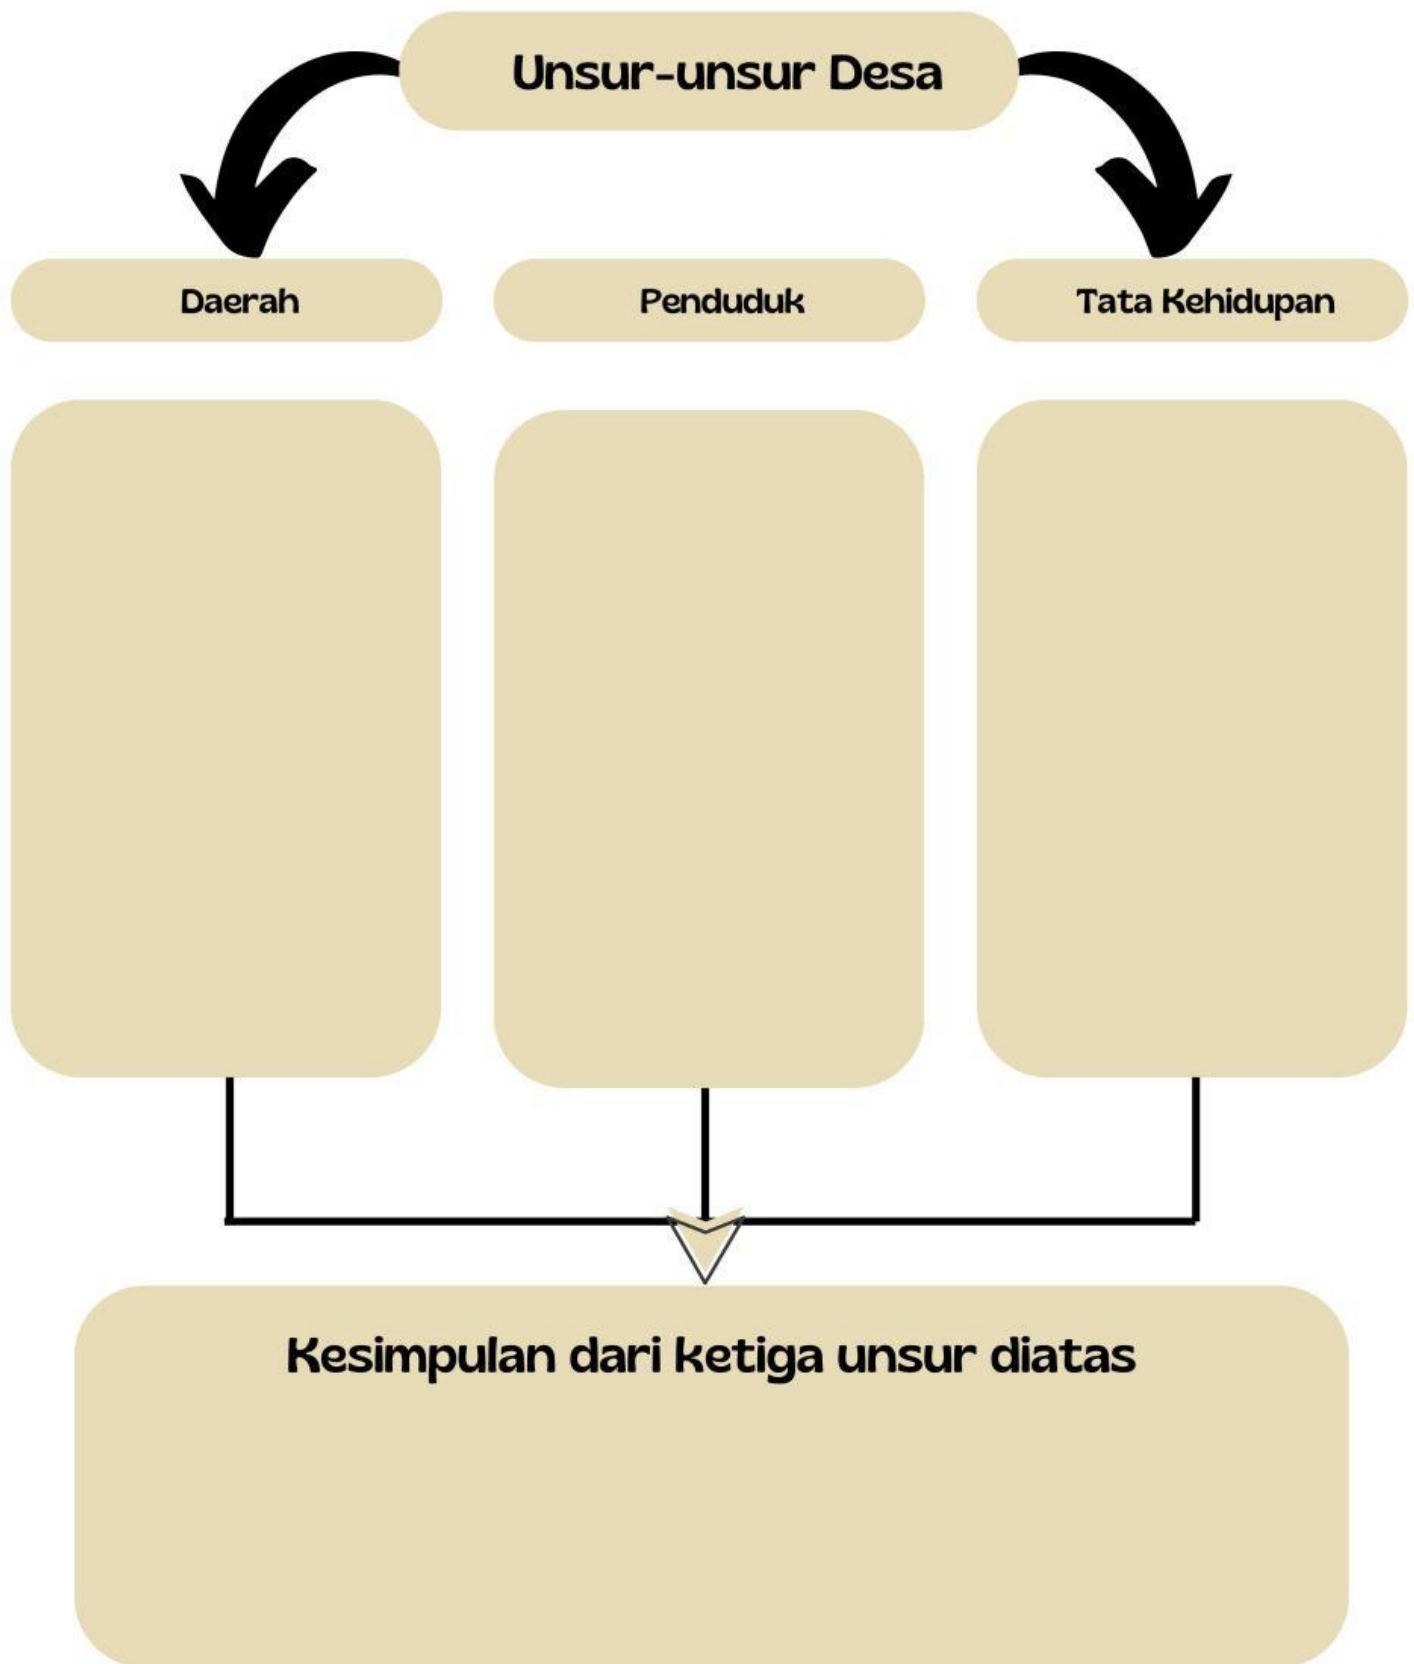 Unsur-unsur Desa
Daerah
Penduduk
Tata Kehidupan
Kesimpulan dari ketiga unsur diatas